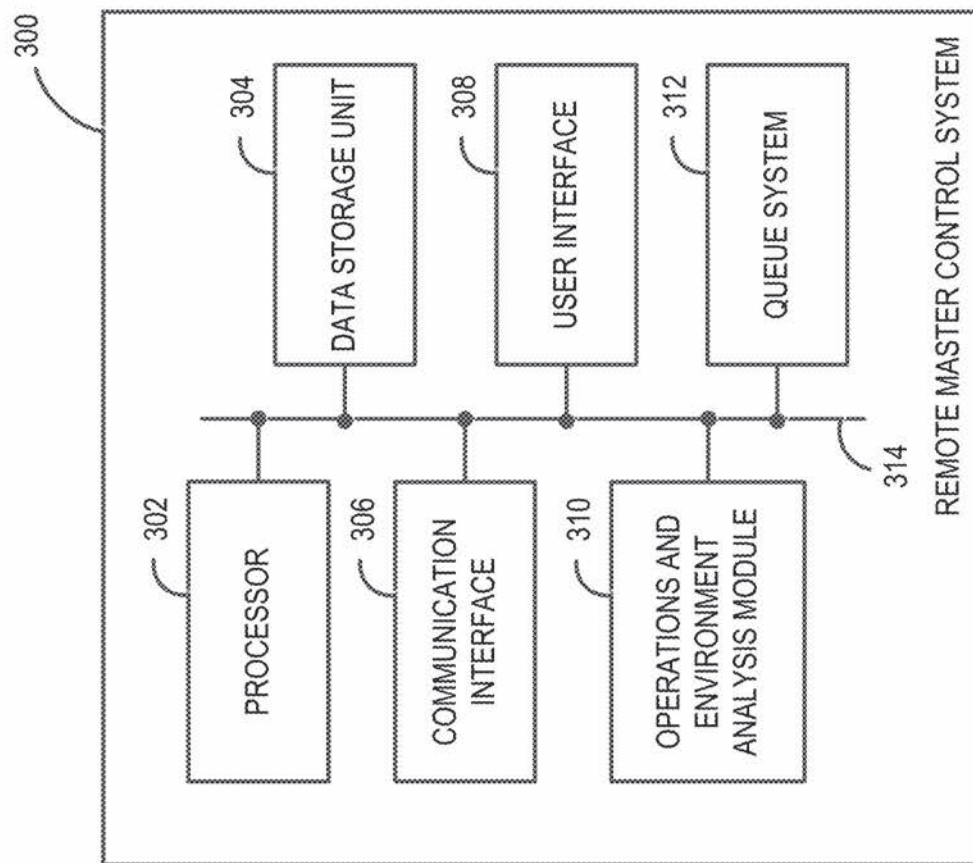 300
302
PROCESSOR
304
DATA STORAGE UNIT
306
COMMUNICATION
INTERFACE
308
USER INTERFACE
310
OPERATIONS AND
ENVIRONMENT
ANALYSIS MODULE
312
QUEUE SYSTEM
314
REMOTE MASTER CONTROL SYSTEM